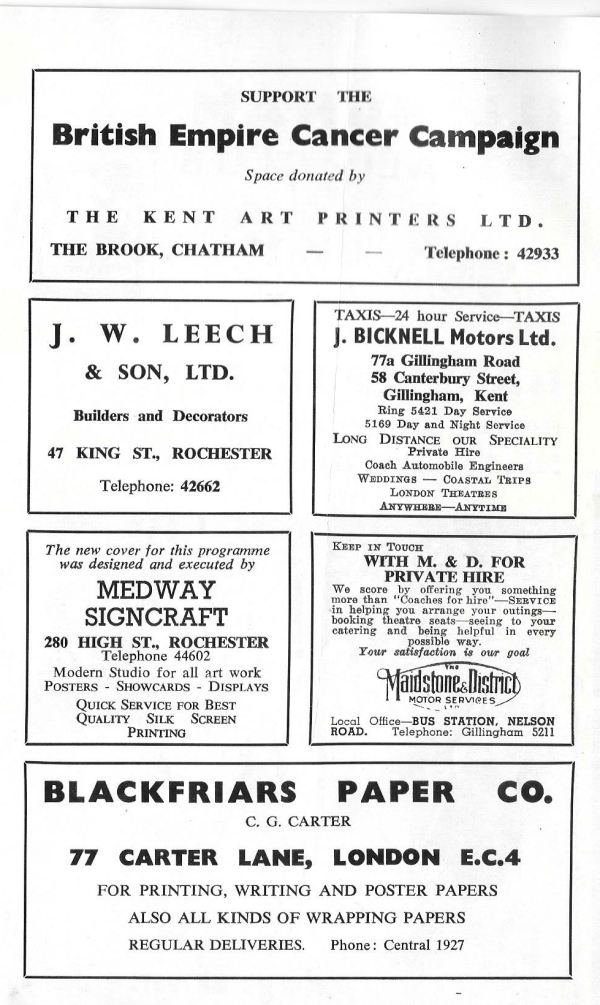 SUPPORT THE
British Empire Cancer Campaign
Space donated by
THE KENT ART PRINTERS LTD.
THE BROOK, CHATHAM — — Telephone: 42933
J. W. LEECH
& SON, LTD.
Builders and Decorators
47 KING ST., ROCHESTER
Telephone: 42662
TAXIS—24 hour Service—TAXIS
J. BICKNELL Motors Ltd.
77a Gillingham Road
58 Canterbury Street,
Gillingham, Kent
Ring 5421 Day Service
5169 Day and Night Service
LONG DISTANCE OUR SPECIALITY
Private Hire
Coach Automobile Engineers
WEDDINGS — COASTAL TRIPS
LONDON THEATRES
ANYWHERE—ANYTIME
The new cover for this programme
was designed and executed by
MEDWAY
SIGNCRAFT
280 HIGH ST., ROCHESTER
Telephone 44602
Modern Studio for all art work
POSTERS - SHOWCARDS - DISPLAYS
QUICK SERVICE FOR BEST
QUALITY SILK SCREEN
PRINTING
KEEP IN TOUCH
WITH M. & D. FOR
PRIVATE HIRE
We score by offering you something
more than "Coaches for hire"—SERVICE
in helping you arrange your outings—
booking theatre seats—seeing to your
catering and being helpful in every
possible way.
Your satisfaction is our goal
THE
Maidstone & District
MOTOR SERVICES
LTD
Local Office—BUS STATION, NELSON
ROAD. Telephone: Gillingham 5211
BLACKFRIARS PAPER CO.
C. G. CARTER
77 CARTER LANE, LONDON E.C.4
FOR PRINTING, WRITING AND POSTER PAPERS
ALSO ALL KINDS OF WRAPPING PAPERS
REGULAR DELIVERIES. Phone: Central 1927